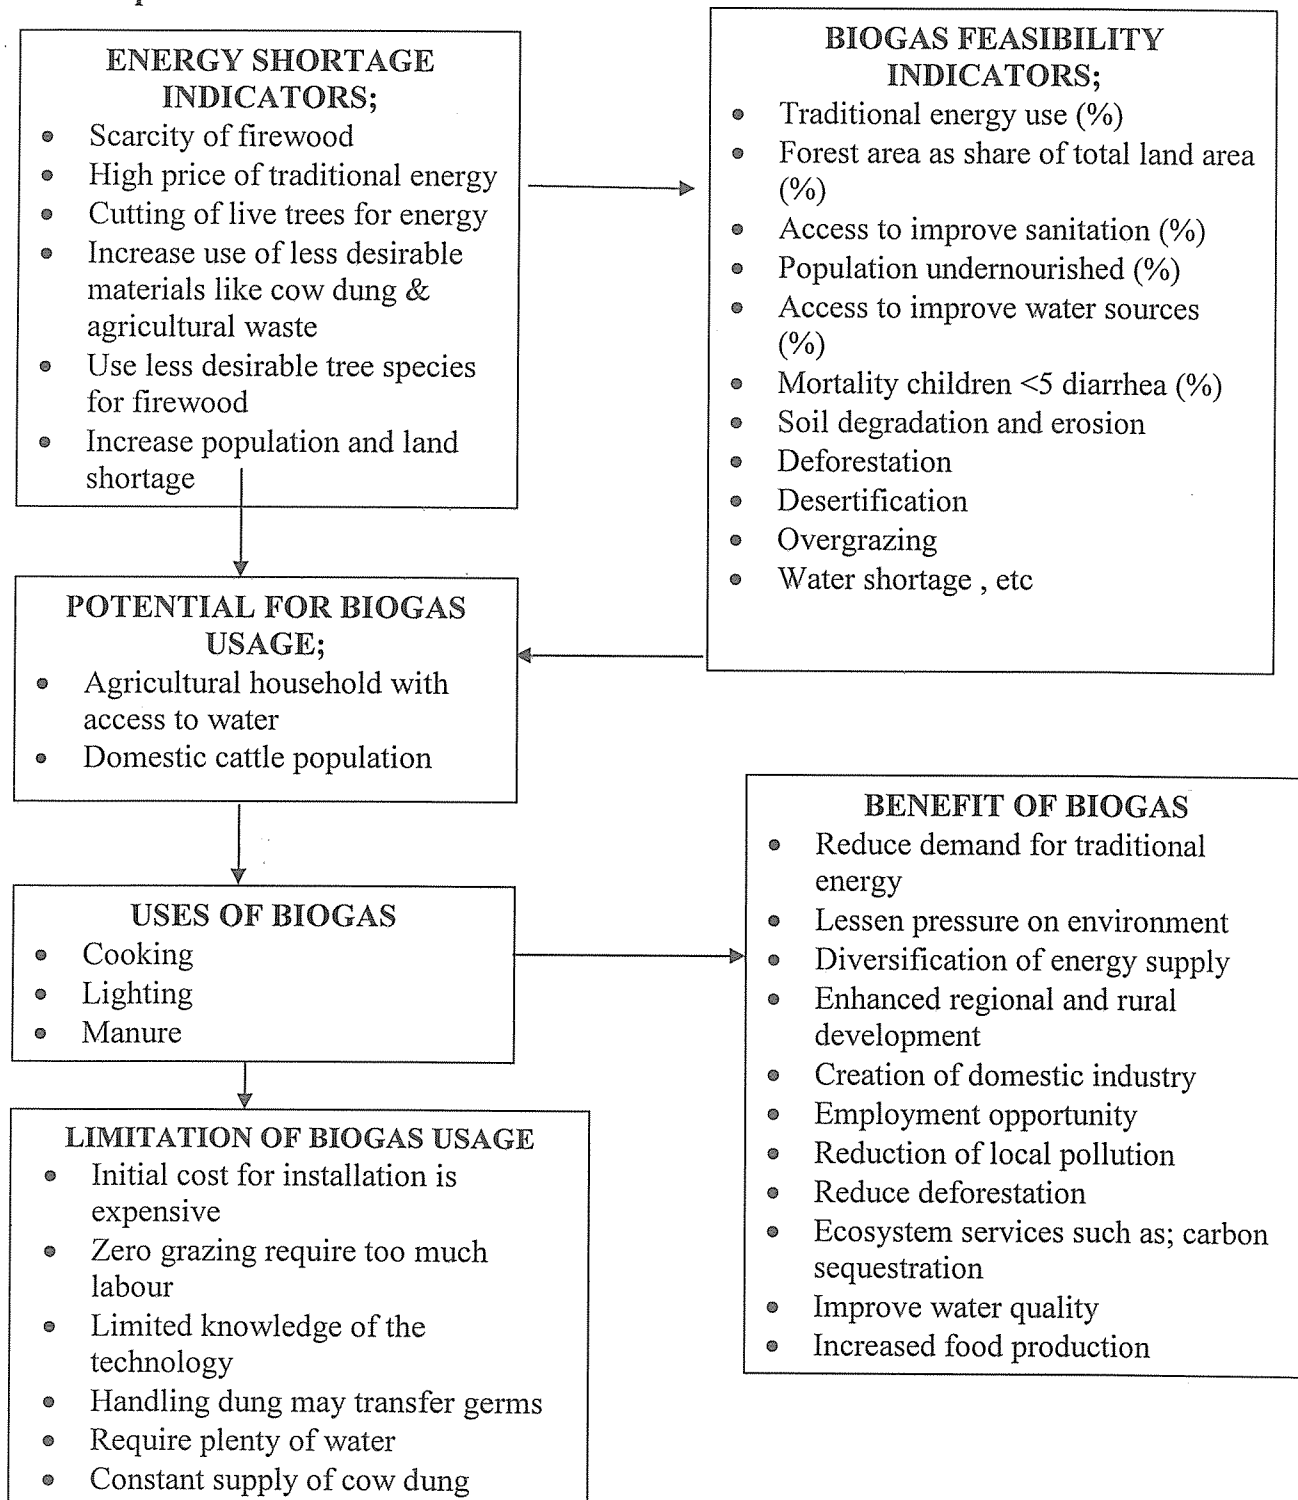 ENERGY SHORTAGE
INDICATORS;
• Scarcity of firewood
• High price of traditional energy
• Cutting of live trees for energy
• Increase use of less desirable
materials like cow dung &
agricultural waste
• Use less desirable tree species
for firewood
• Increase population and land
shortage
BIOGAS FEASIBILITY
INDICATORS;
• Traditional energy use (%)
• Forest area as share of total land area
(%)
• Access to improve sanitation (%)
• Population undernourished (%)
• Access to improve water sources
(%)
• Mortality children <5 diarrhea (%)
• Soil degradation and erosion
• Deforestation
• Desertification
• Overgrazing
• Water shortage , etc
POTENTIAL FOR BIOGAS
USAGE;
• Agricultural household with
access to water
• Domestic cattle population
USES OF BIOGAS
• Cooking
• Lighting
• Manure
BENEFIT OF BIOGAS
• Reduce demand for traditional
energy
• Lessen pressure on environment
• Diversification of energy supply
• Enhanced regional and rural
development
• Creation of domestic industry
• Employment opportunity
• Reduction of local pollution
• Reduce deforestation
• Ecosystem services such as; carbon
sequestration
• Improve water quality
• Increased food production
LIMITATION OF BIOGAS USAGE
• Initial cost for installation is
expensive
• Zero grazing require too much
labour
• Limited knowledge of the
technology
• Handling dung may transfer germs
• Require plenty of water
• Constant supply of cow dung